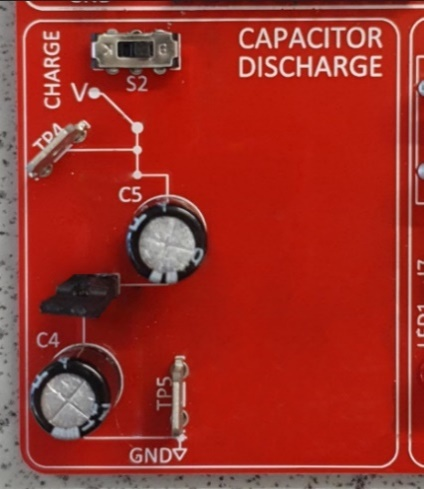 CAPACITOR
DISCHARGE
CHARGE
S2
V
TP4
C5
C4
TP5
GND